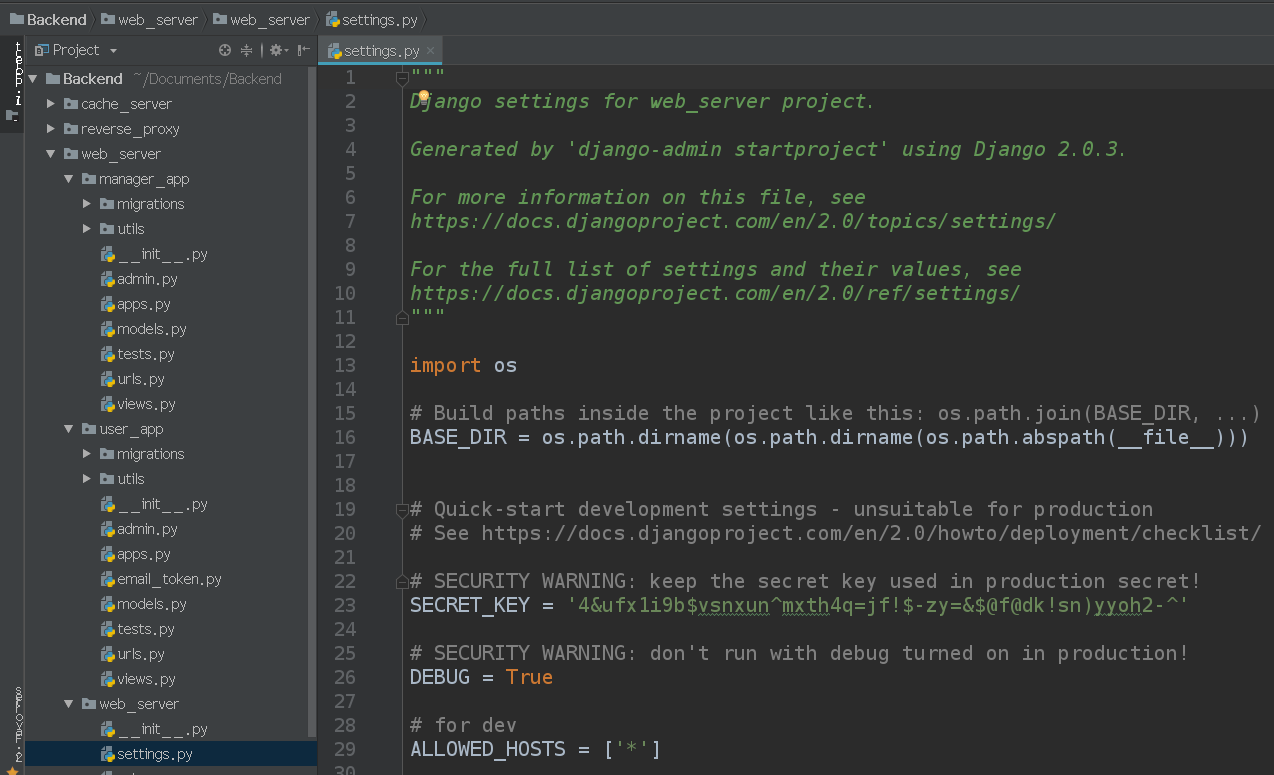 Backend web_server web_server settings.py
Project
settings.py
Backend ~/Documents/Backend
cache_server
reverse_proxy
web_server
manager_app
migrations
utils
__init__.py
admin.py
apps.py
models.py
tests.py
urls.py
views.py
user_app
migrations
utils
__init__.py
admin.py
apps.py
email_token.py
models.py
tests.py
urls.py
views.py
web_server
__init__.py
settings.py
1 """
2 Django settings for web_server project.
3
4 Generated by 'django-admin startproject' using Django 2.0.3.
5
6 For more information on this file, see
7 https://docs.djangoproject.com/en/2.0/topics/settings/
8
9 For the full list of settings and their values, see
10 https://docs.djangoproject.com/en/2.0/ref/settings/
11 """
12
13 import os
14
15 # Build paths inside the project like this: os.path.join(BASE_DIR, ...)
16 BASE_DIR = os.path.dirname(os.path.dirname(os.path.abspath(__file__)))
17
18
19 # Quick-start development settings - unsuitable for production
20 # See https://docs.djangoproject.com/en/2.0/howto/deployment/checklist/
21
22 # SECURITY WARNING: keep the secret key used in production secret!
23 SECRET_KEY = '4&ufx1i9b$vsnxun^mxth4q=jf!$-zy=&$@f@dk!sn)yyoh2-^'
24
25 # SECURITY WARNING: don't run with debug turned on in production!
26 DEBUG = True
27
28 # for dev
29 ALLOWED_HOSTS = ['*']
30